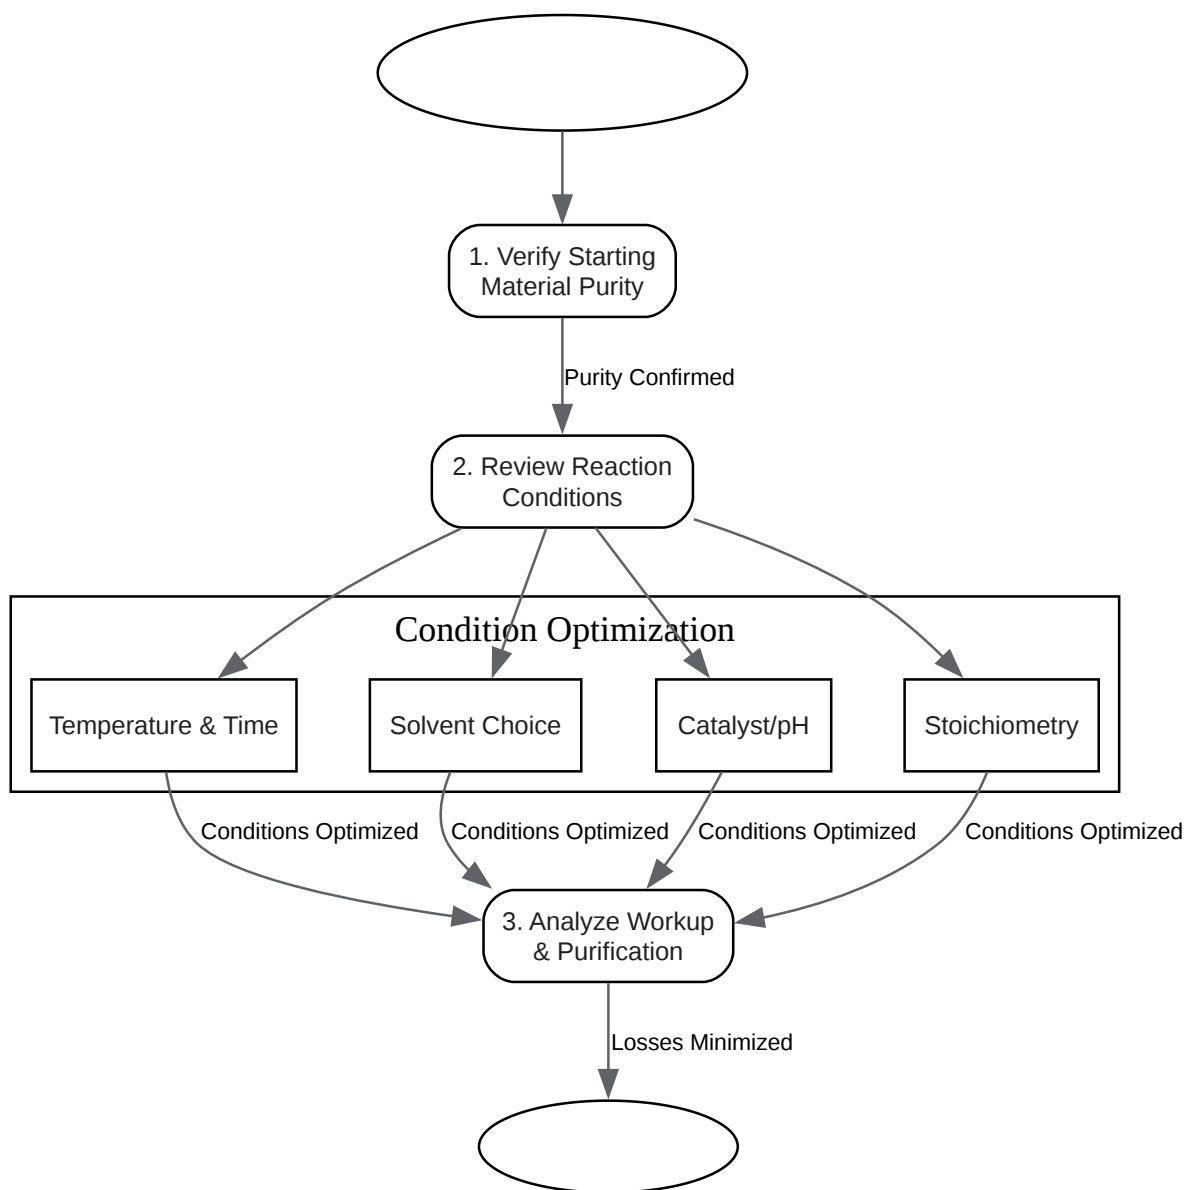 1. Verify Starting
Material Purity
Purity Confirmed
2. Review Reaction
Conditions
Condition Optimization
Temperature & Time
Solvent Choice
Catalyst/pH
Stoichiometry
Conditions Optimized
Conditions Optimized
Conditions Optimized
Conditions Optimized
3. Analyze Workup
& Purification
Losses Minimized